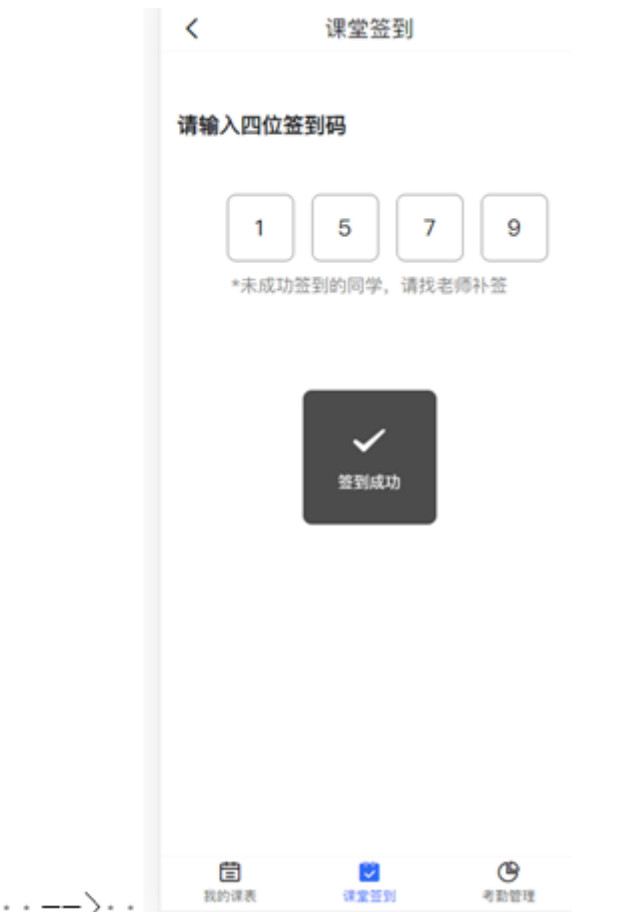 课堂签到
请输入四位签到码
1 5 7 9
*未成功签到的同学，请找老师补签
签到成功
我的课表 课堂签到 考勤管理
··-->··